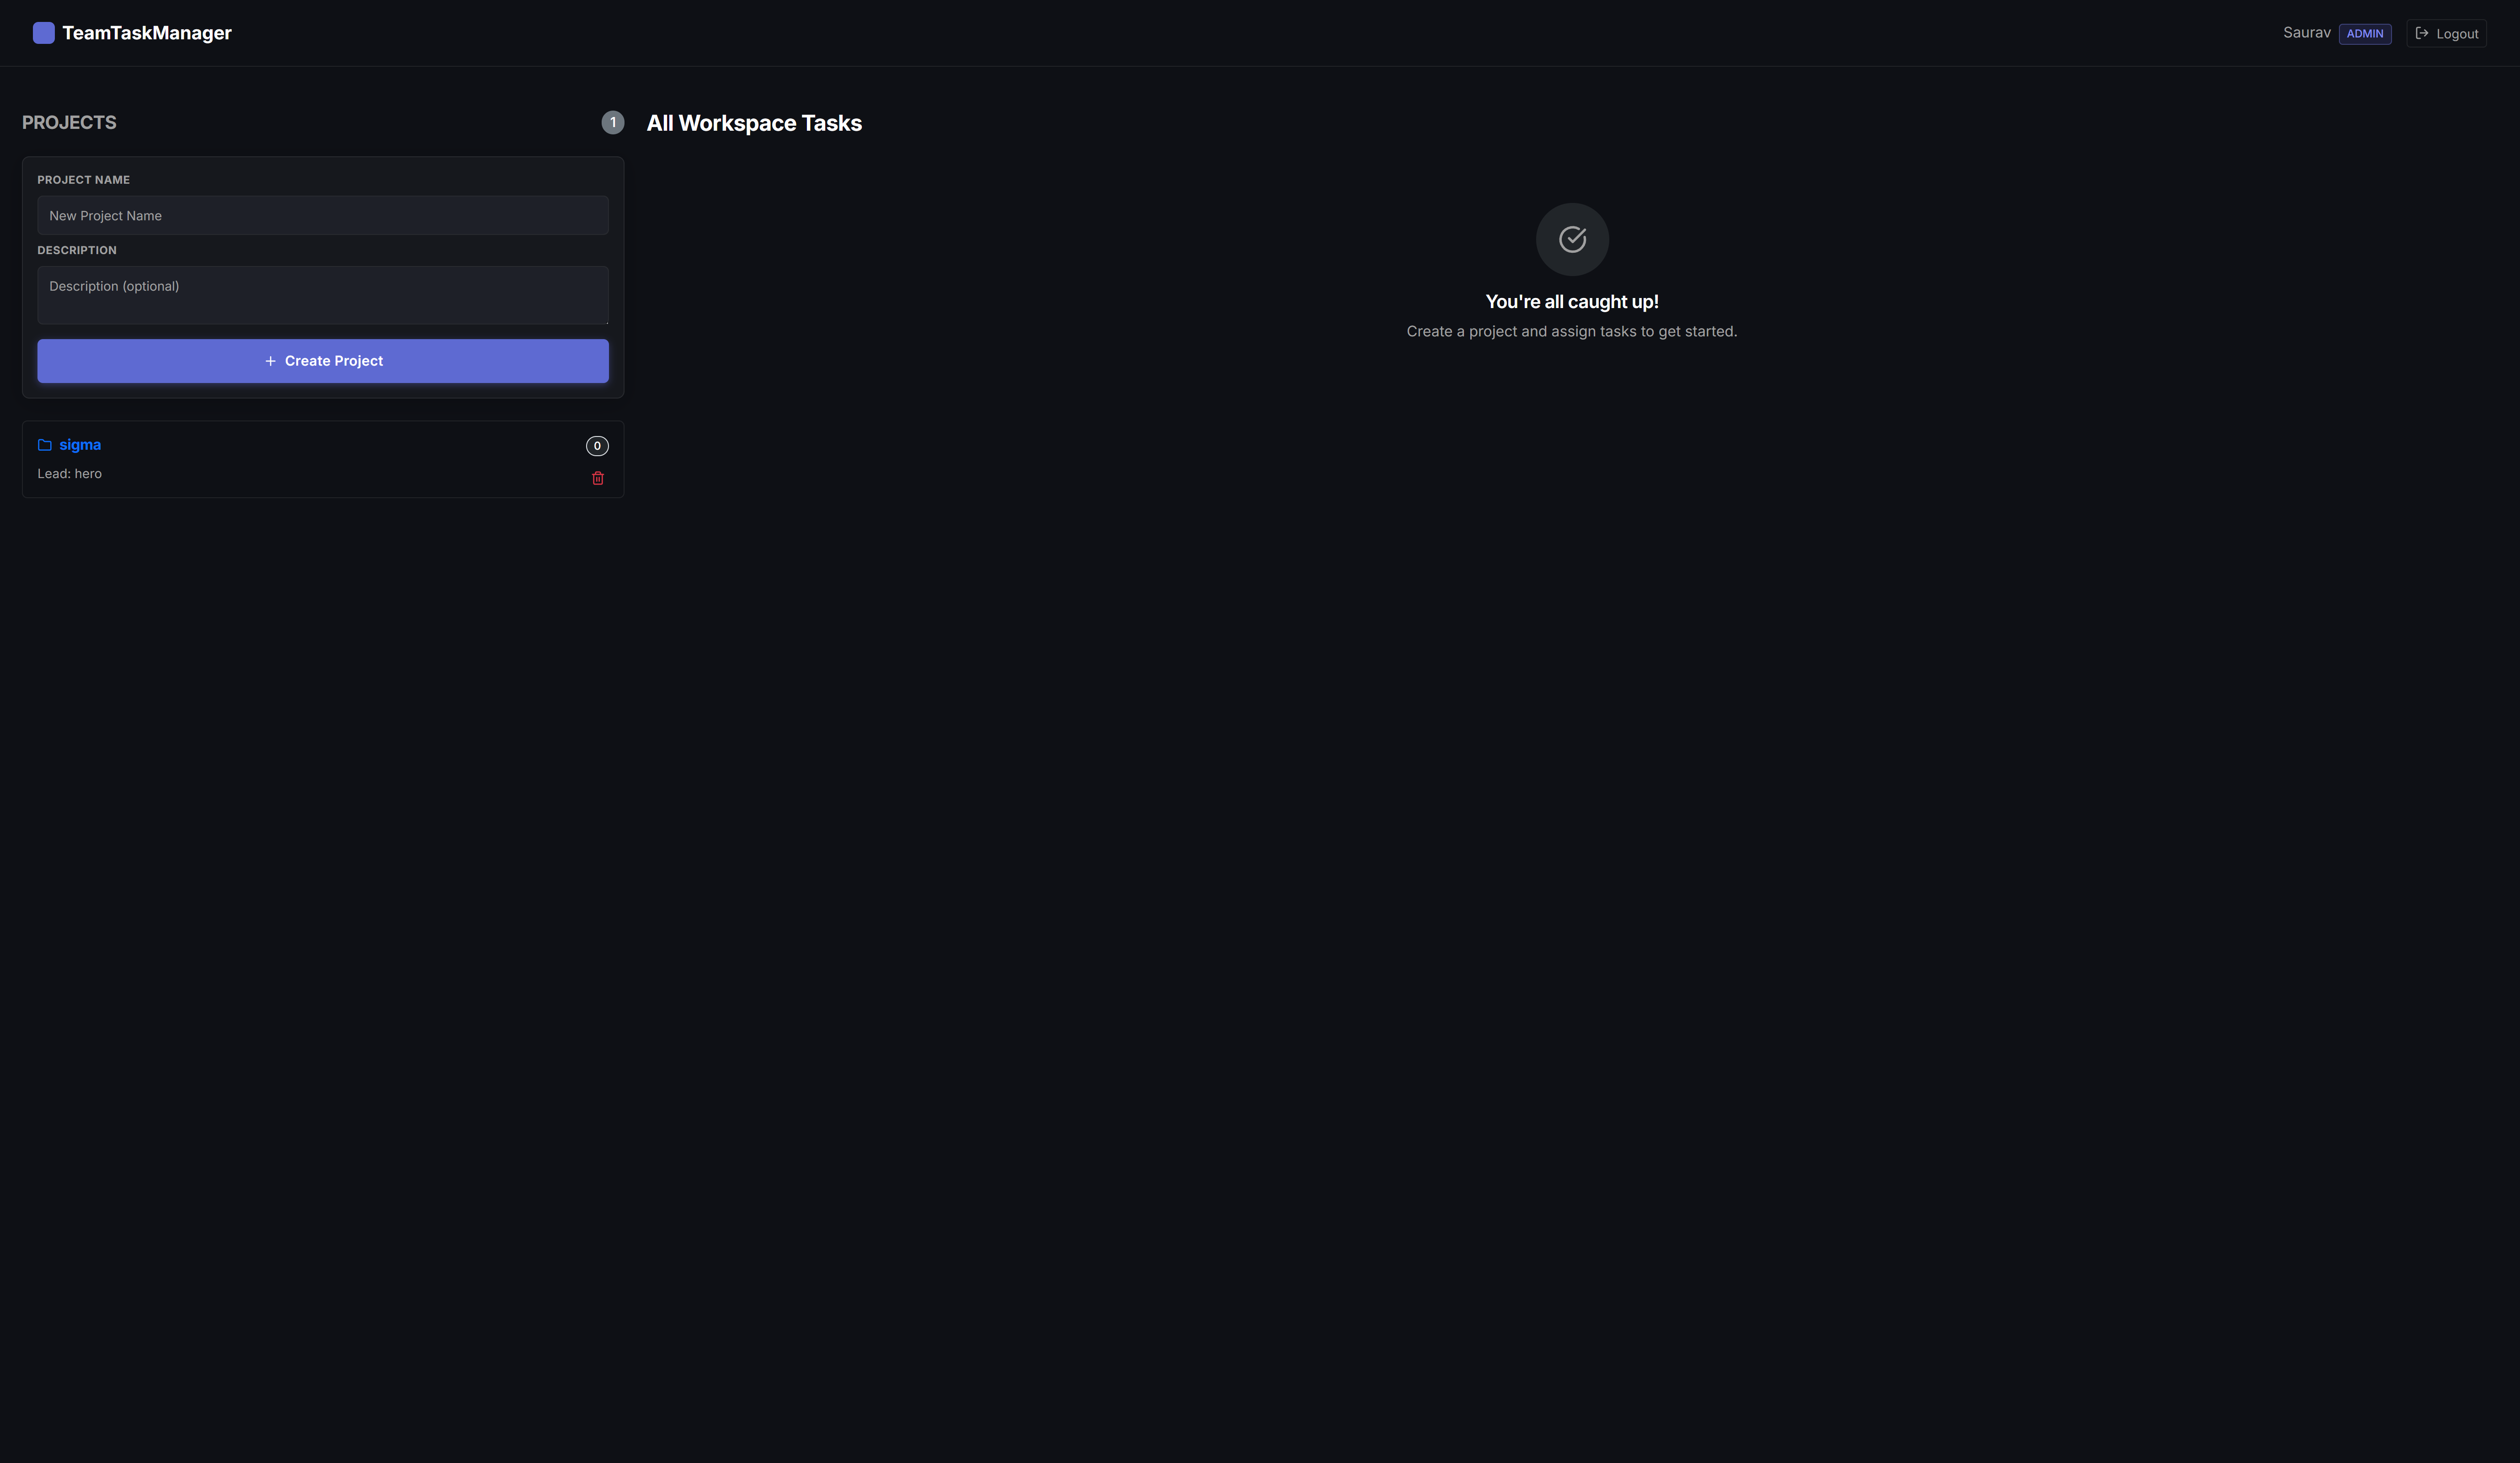 TeamTaskManager
Saurav ADMIN Logout
PROJECTS 1
PROJECT NAME
New Project Name
DESCRIPTION
Description (optional)
Create Project
sigma 0
Lead: hero
All Workspace Tasks
You're all caught up!
Create a project and assign tasks to get started.